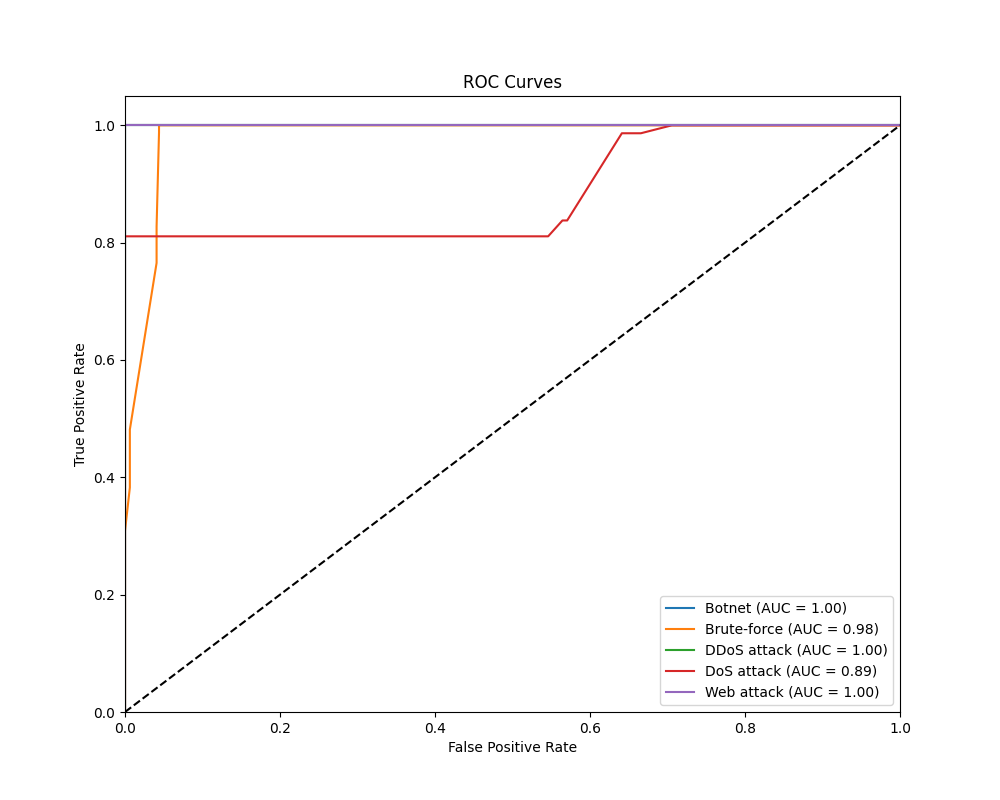 ROC Curves
True Positive Rate
1.0
0.8
0.6
0.4
0.2
0.0
Botnet (AUC = 1.00)
Brute-force (AUC = 0.98)
DDoS attack (AUC = 1.00)
DoS attack (AUC = 0.89)
Web attack (AUC = 1.00)
0.0 0.2 0.4 0.6 0.8 1.0
False Positive Rate